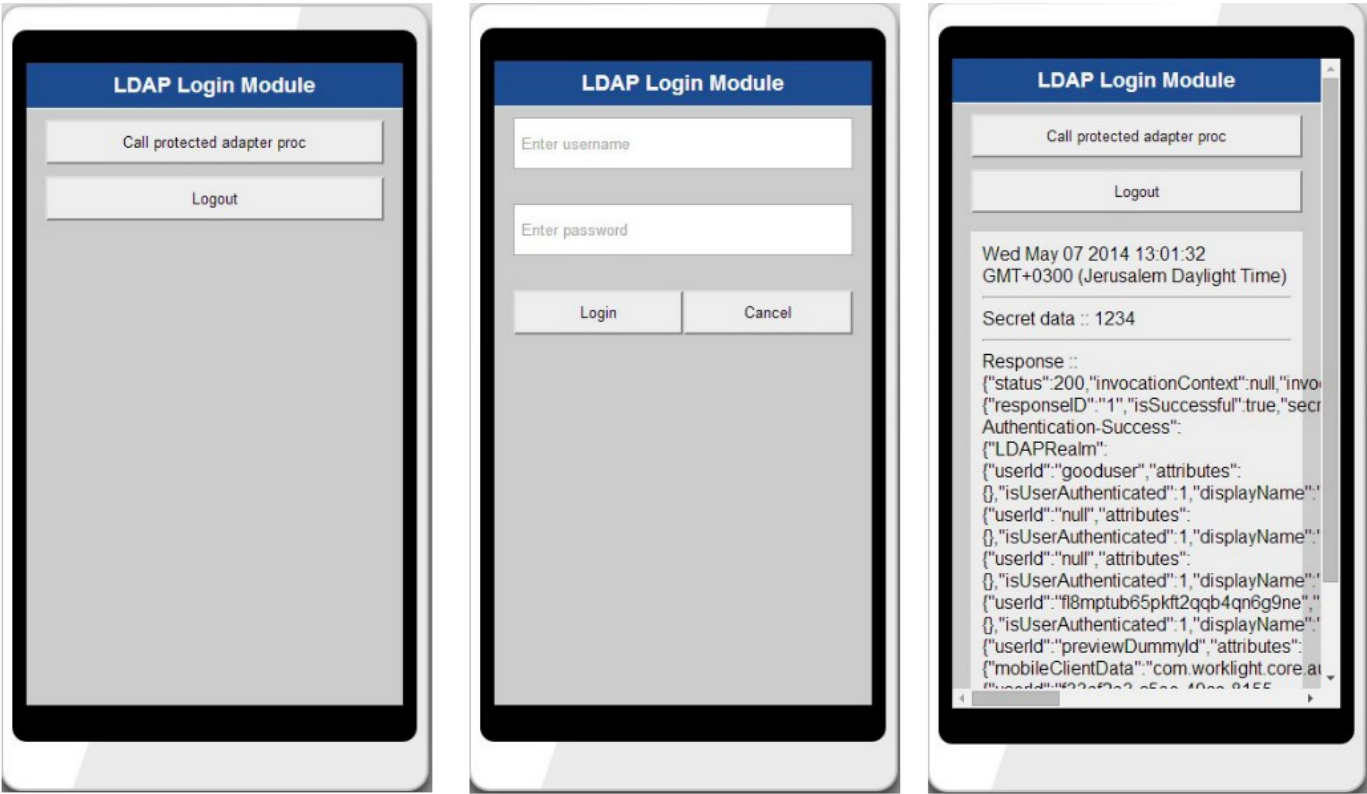 LDAP Login Module
Call protected adapter proc
Logout
LDAP Login Module
Enter username
Enter password
Login
Cancel
LDAP Login Module
Call protected adapter proc
Logout
Wed May 07 2014 13:01:32
GMT+0300 (Jerusalem Daylight Time)
Secret data :: 1234
Response ::
{"status":200,"invocationContext":null,"invo
{"responseID":"1","isSuccessful":true,"secr
Authentication-Success":
{"LDAPRealm":
{"userId":"gooduser","attributes":
{},"isUserAuthenticated":1,"displayName":"
{"userId":"null","attributes":
{},"isUserAuthenticated":1,"displayName":"
{"userId":"null","attributes":
{},"isUserAuthenticated":1,"displayName":"
{"userId":"fl8mptub65pkft2qqb4qn6g9ne","
{},"isUserAuthenticated":1,"displayName":"
{"userId":"previewDummyId","attributes":
{"mobileClientData":"com.worklight.core.au